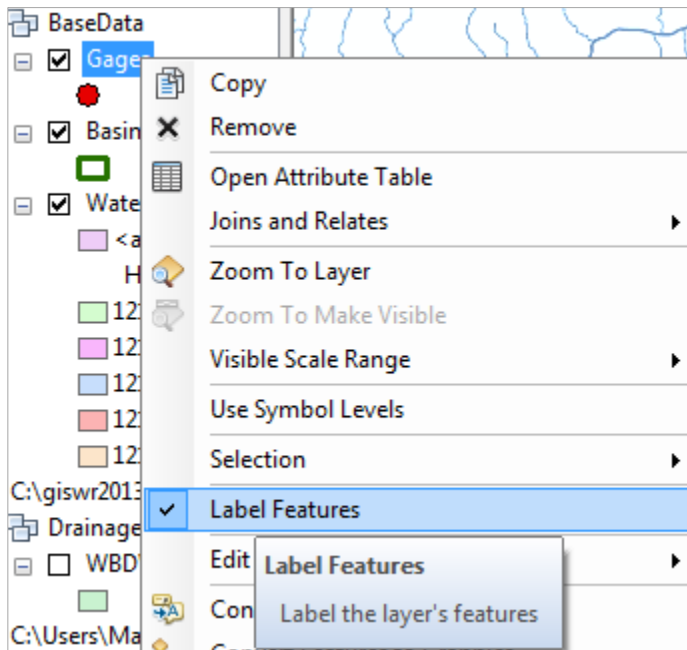 BaseData
Gages
Copy
Basin
Remove
Open Attribute Table
Wate
Joins and Relates
<a
H
Zoom To Layer
12
Zoom To Make Visible
12
Visible Scale Range
12
12
Use Symbol Levels
12
Selection
C:\giswr2013
Label Features
Drainage
WBD
Edit
Label Features
Con
Label the layer's features
C:\Users\Ma